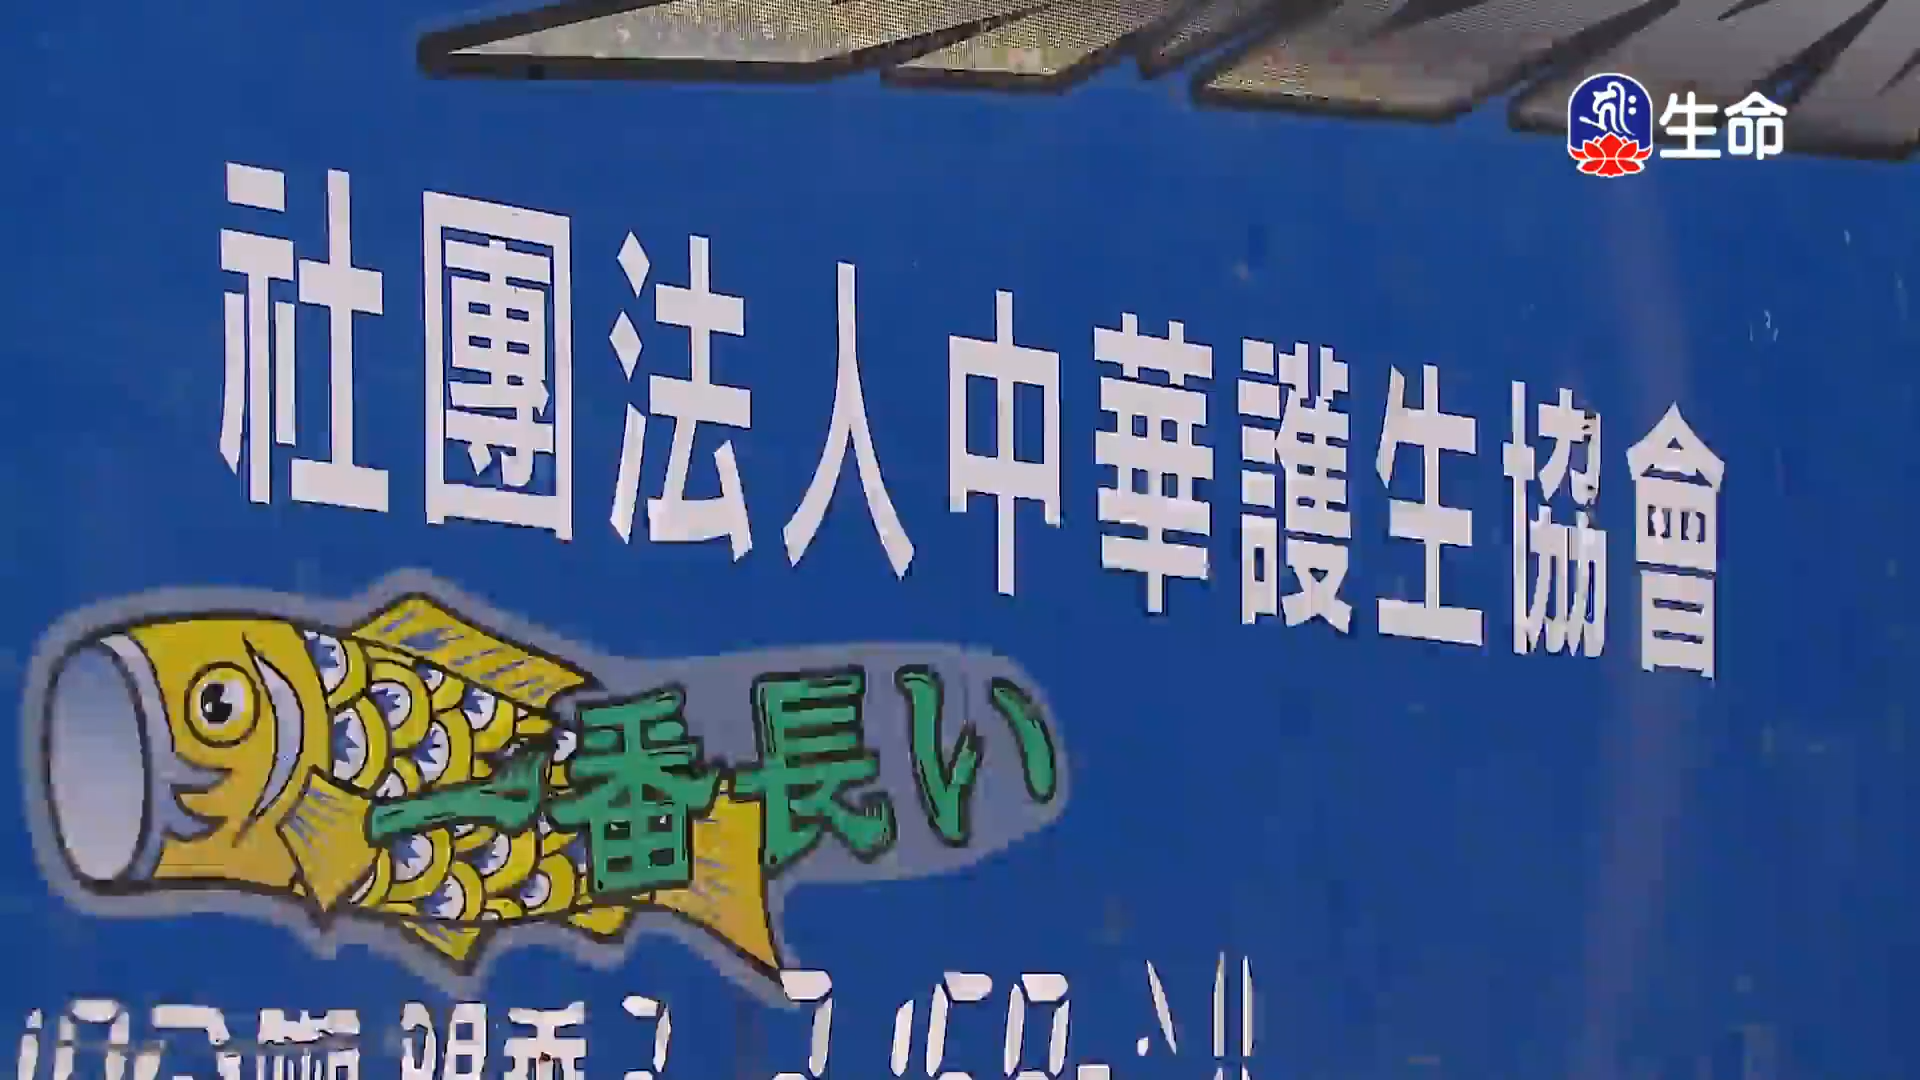 生命
社團法人中華護生協會
一番長い